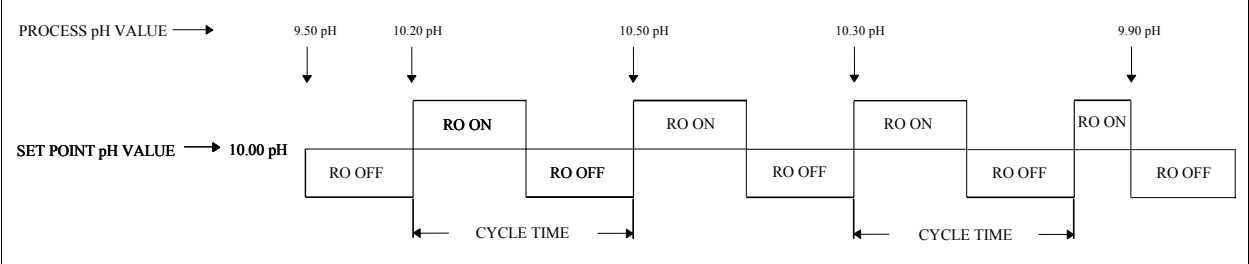 PROCESS pH VALUE
9.50 pH
10.20 pH
10.50 pH
10.30 pH
9.90 pH
RO ON
RO ON
RO ON
RO ON
SET POINT pH VALUE
10.00 pH
RO OFF
RO OFF
RO OFF
RO OFF
RO OFF
CYCLE TIME
CYCLE TIME